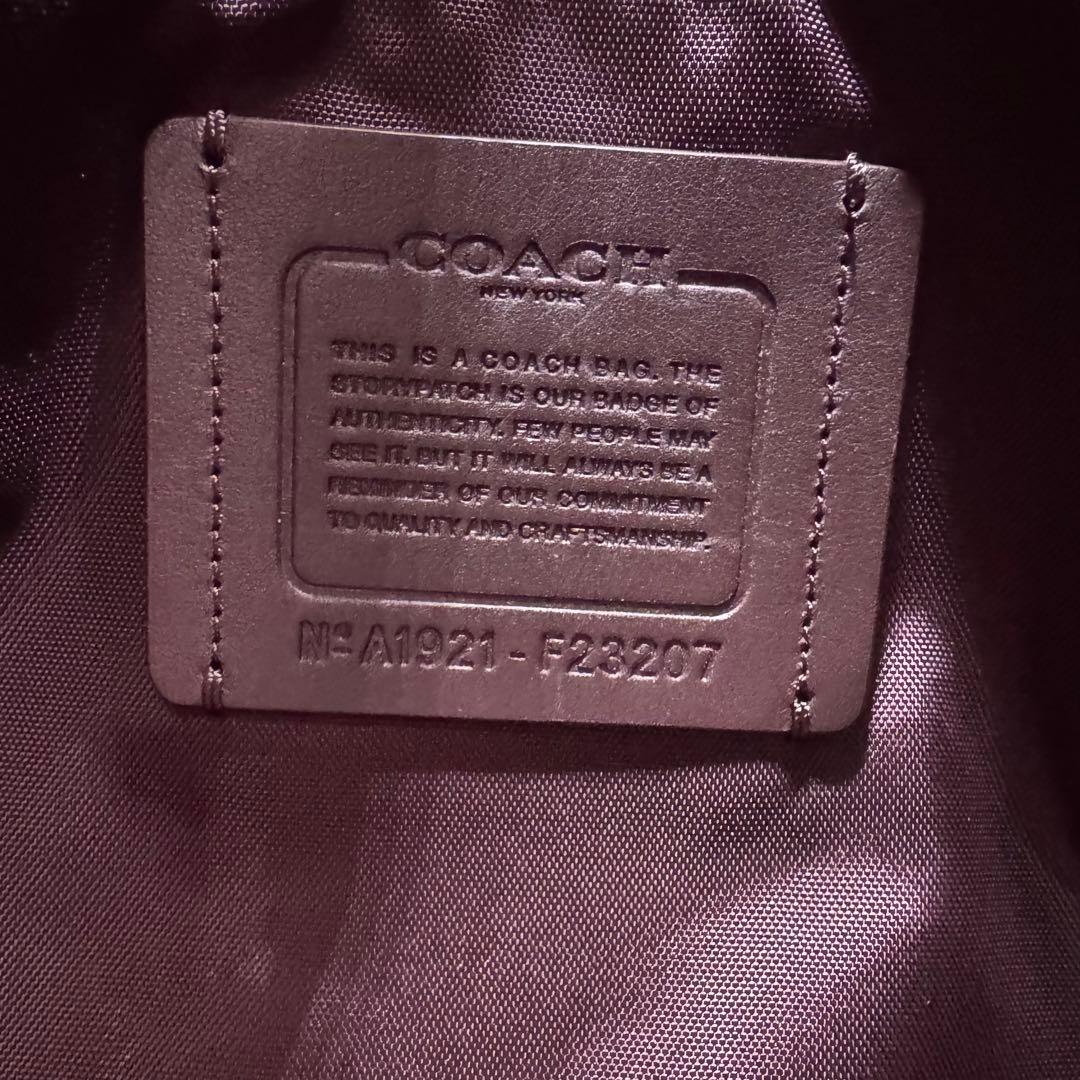 COACH
NEW YORK
THIS IS A COACH BAG. THE
STORYPATCH IS OUR BADGE OF
AUTHENTICITY. FEW PEOPLE MAY
SEE IT. BUT IT WILL ALWAYS BE A
REMINDER OF OUR COMMITMENT
TO QUALITY AND CRAFTSMANSHIP.
Nº A1921-F23207